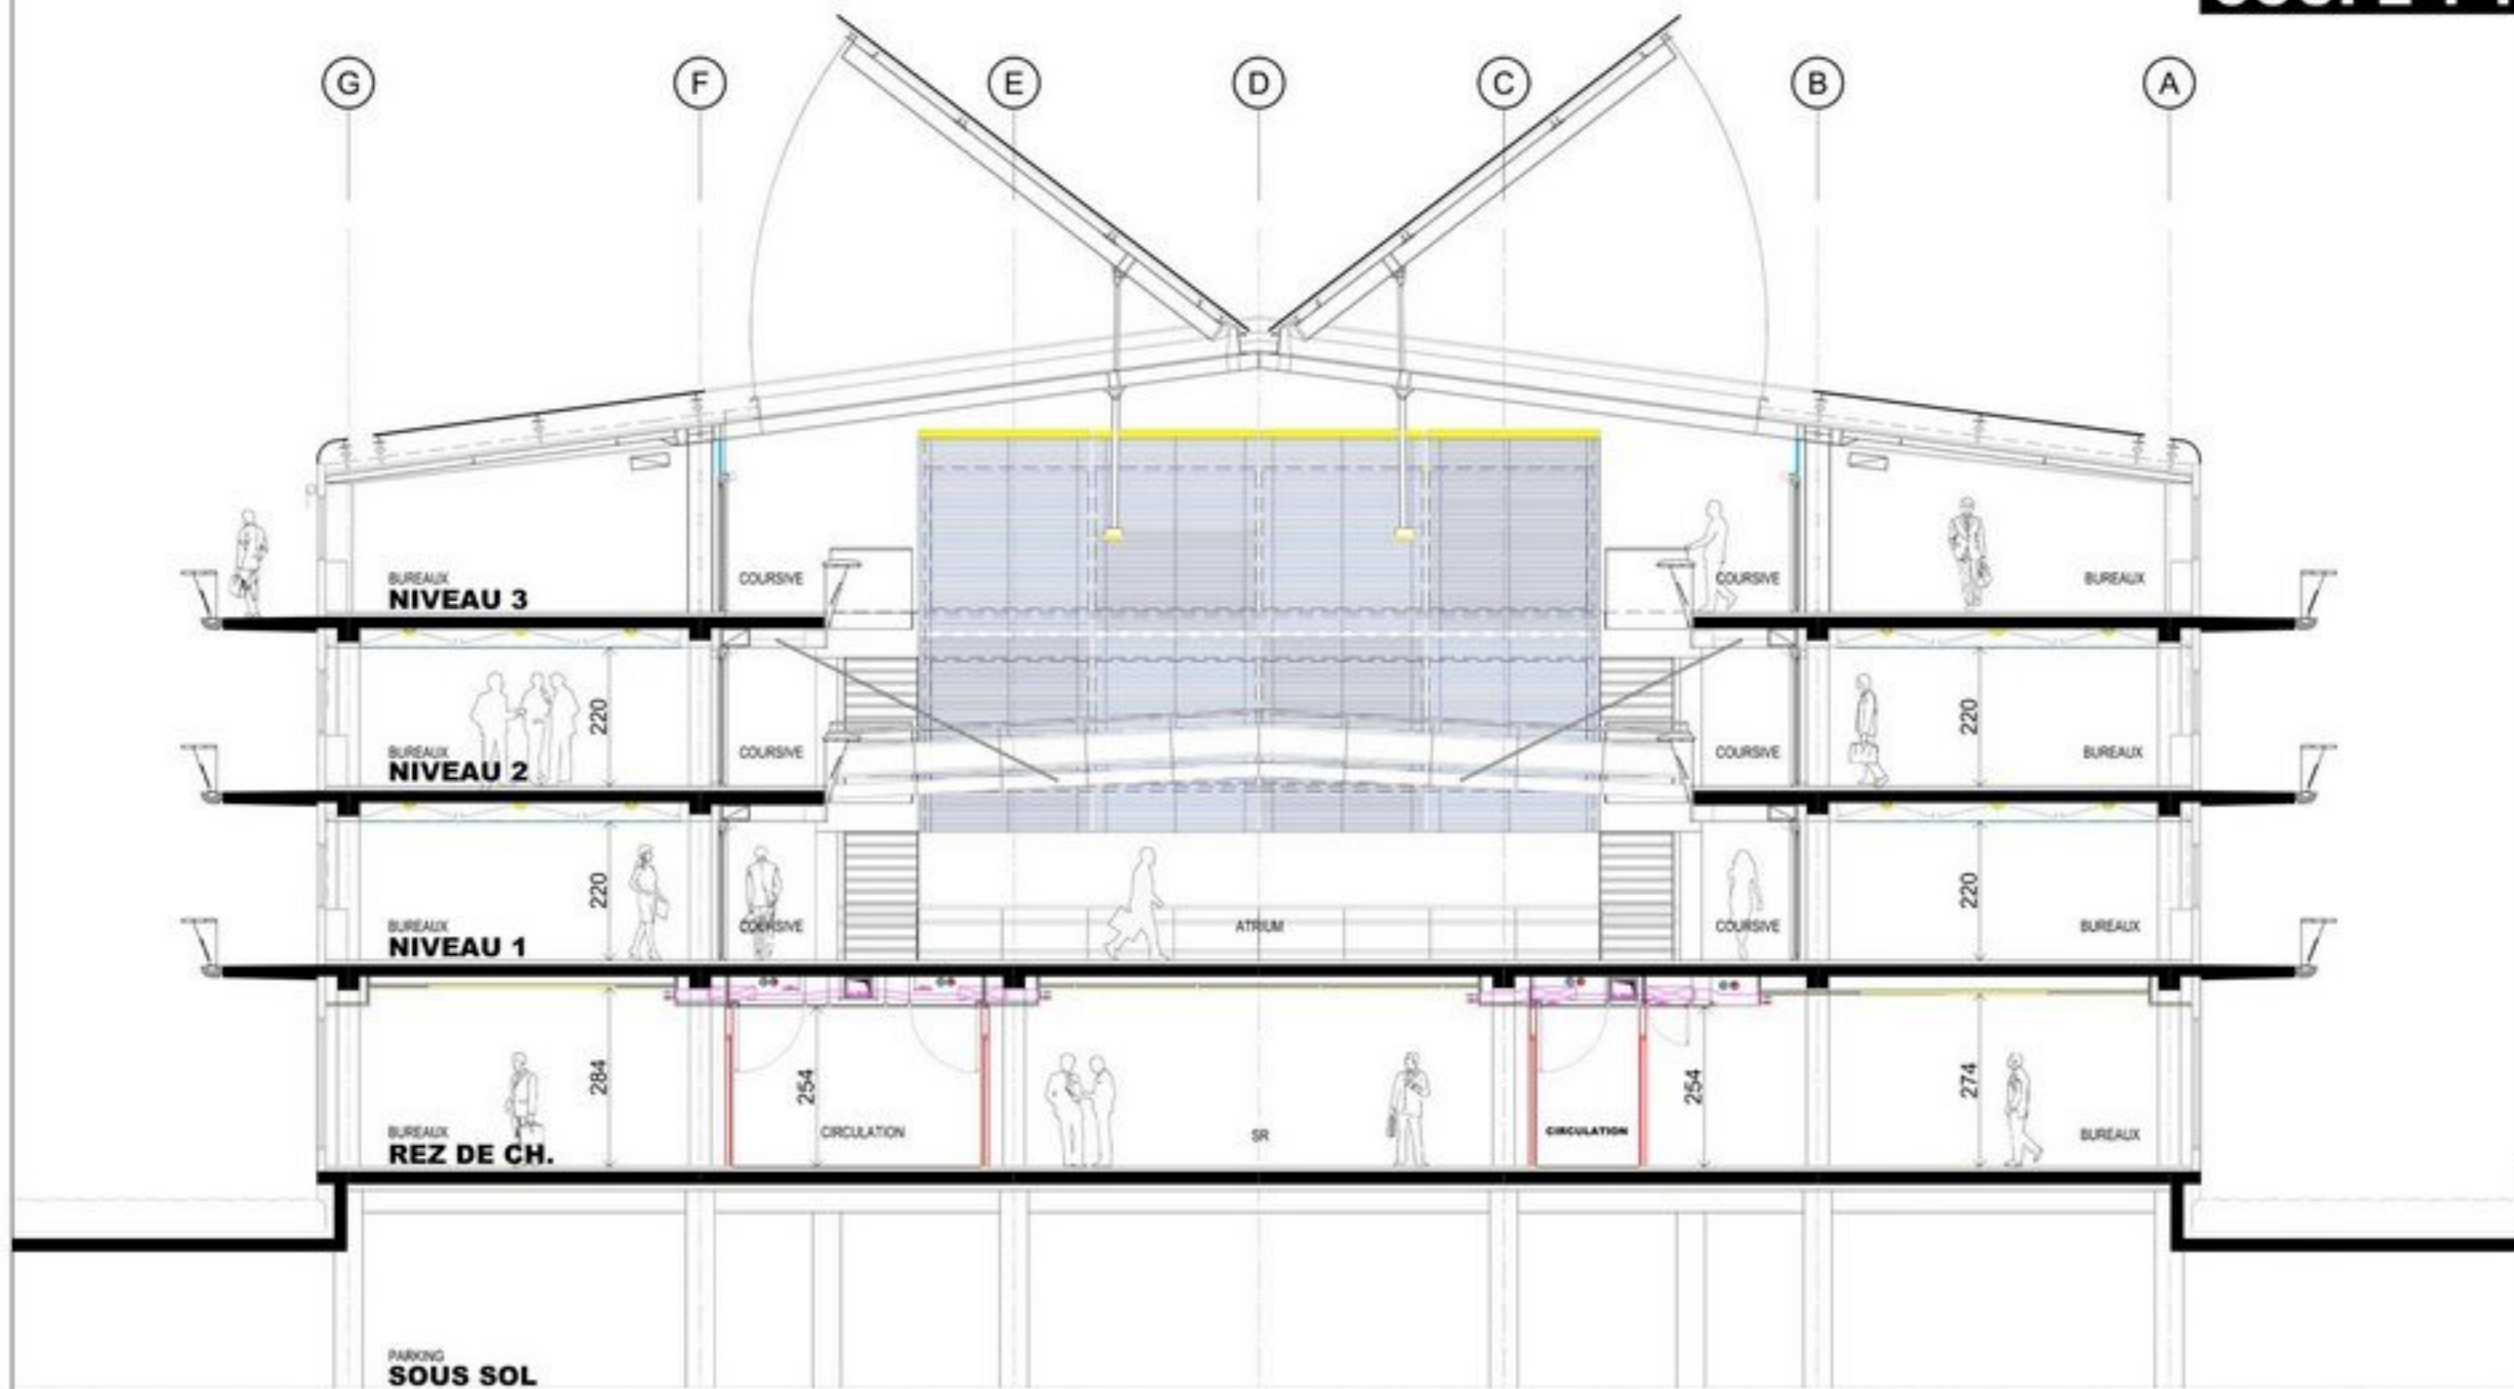 G F E D C B A
BUREAUX COURSIVE COURSIVE BUREAUX
NIVEAU 3
220 220
BUREAUX COURSIVE COURSIVE BUREAUX
NIVEAU 2
220 220
BUREAUX COURSIVE ATRIUM COURSIVE BUREAUX
NIVEAU 1
284 254 254 274
BUREAUX CIRCULATION SR CIRCULATION BUREAUX
REZ DE CH.
PARKING
SOUS SOL